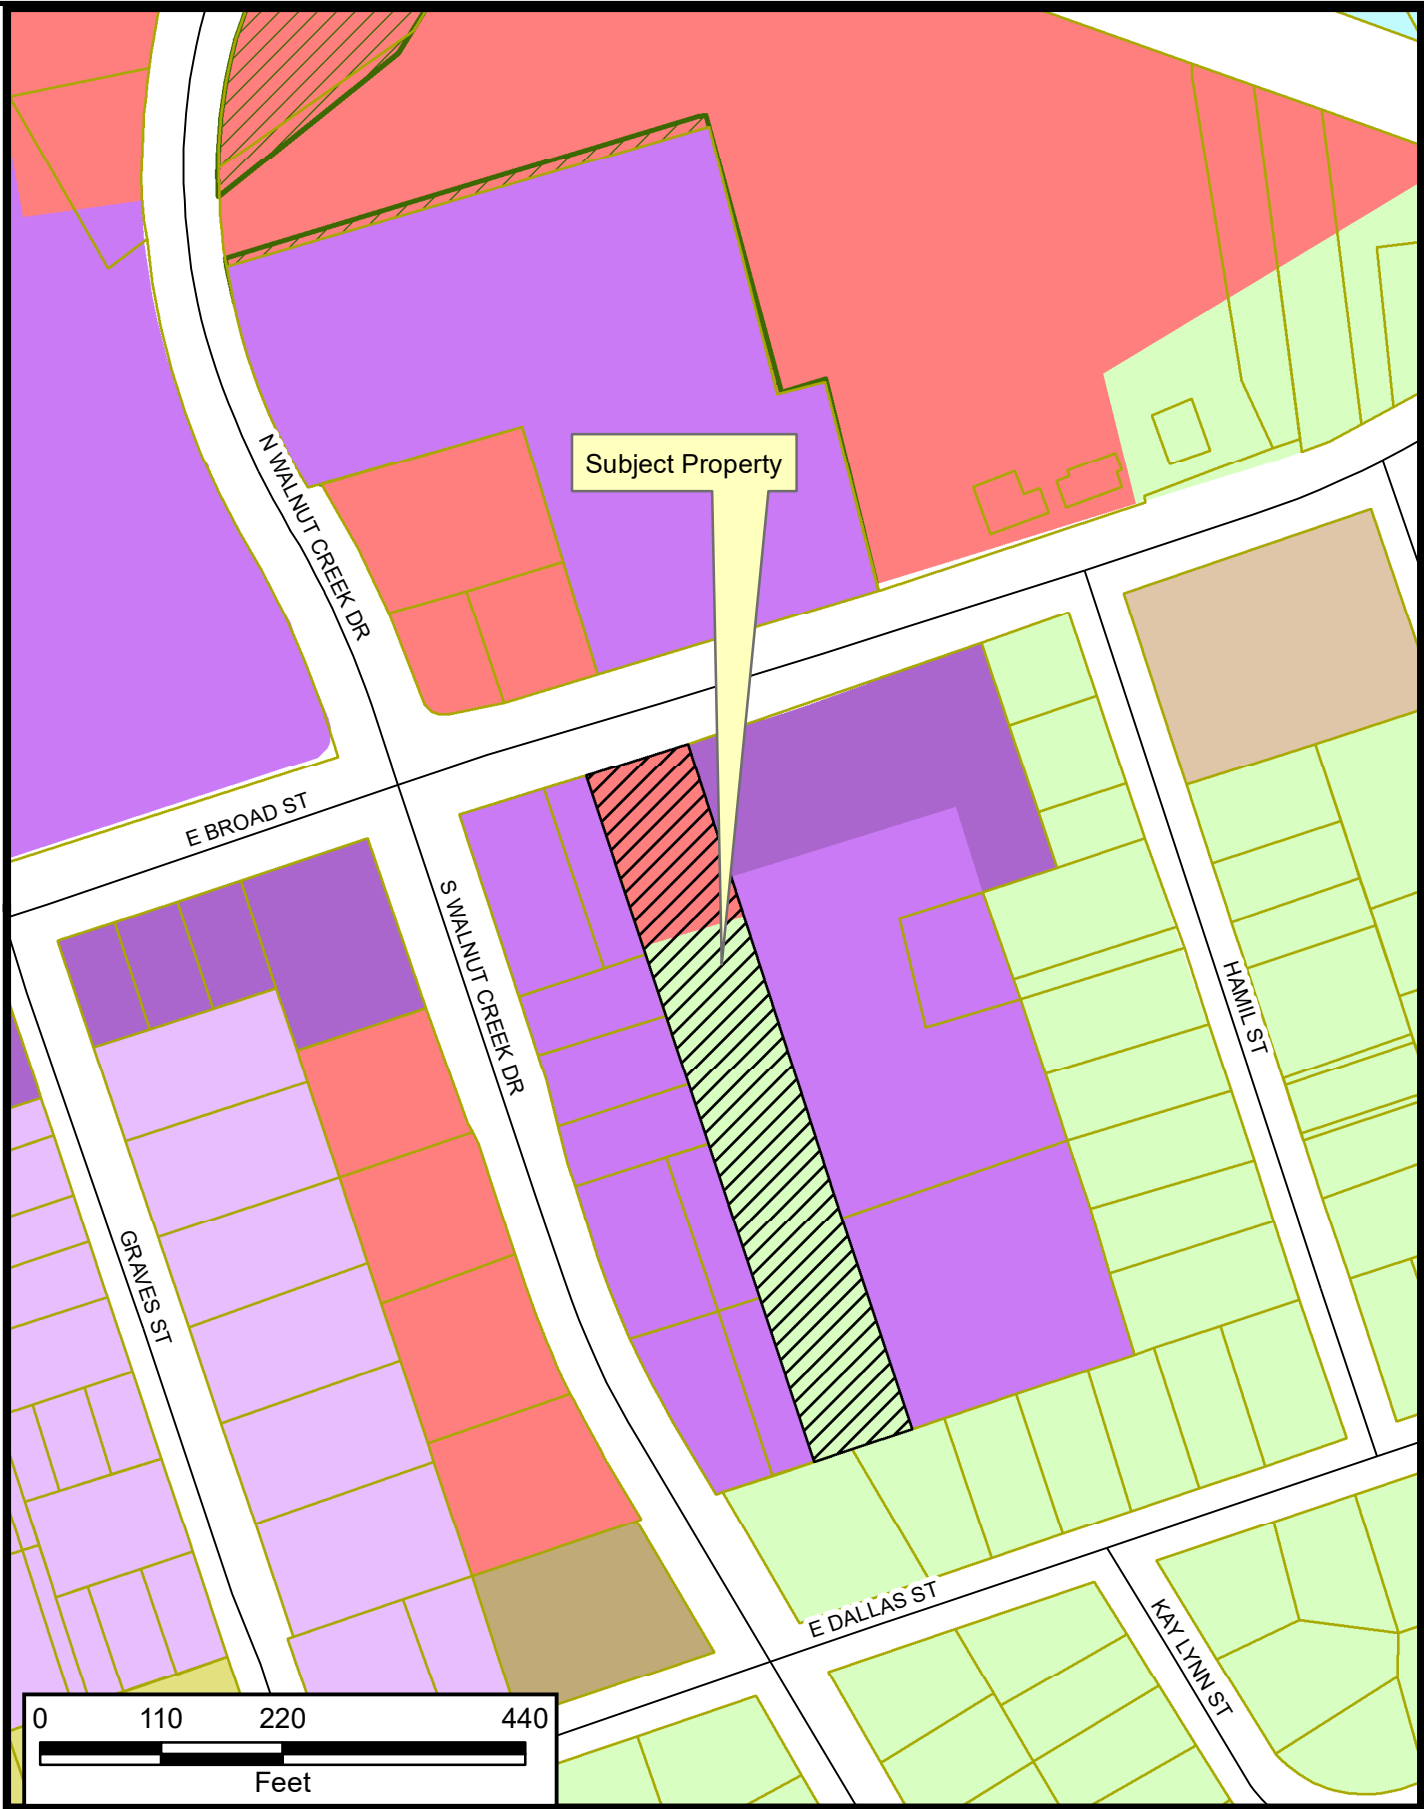 Subject Property
N WALNUT CREEK DR
E BROAD ST
S WALNUT CREEK DR
HAMIL ST
GRAVES ST
E DALLAS ST
KAY LYNN ST
0 110 220 440
Feet